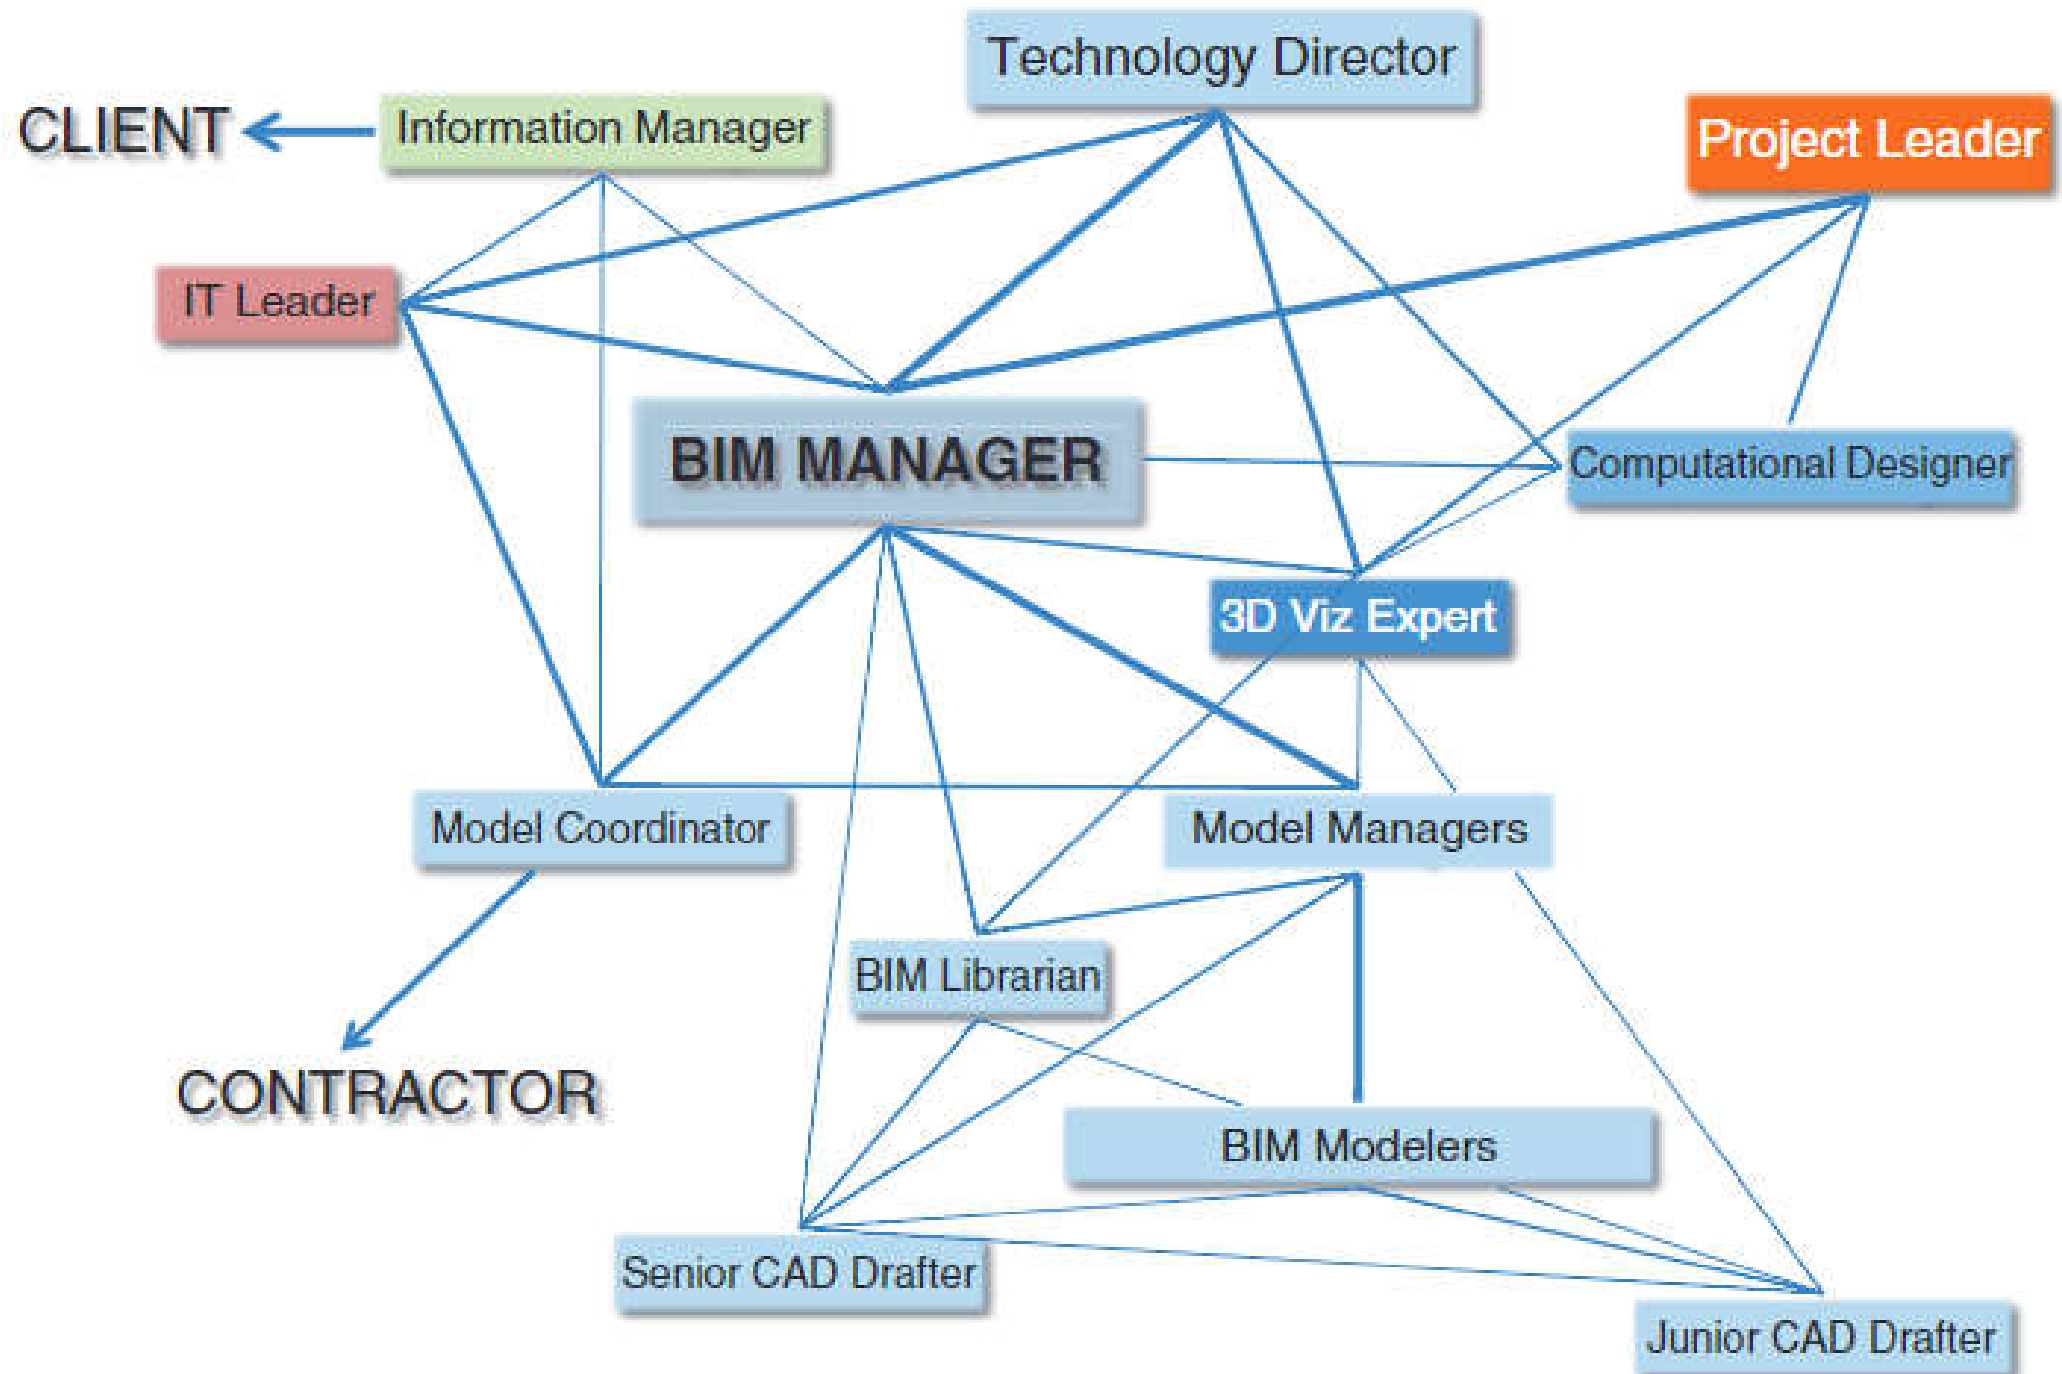 Technology Director
CLIENT
Information Manager
Project Leader
IT Leader
BIM MANAGER
Computational Designer
3D Viz Expert
Model Coordinator
Model Managers
BIM Librarian
CONTRACTOR
BIM Modelers
Senior CAD Drafter
Junior CAD Drafter